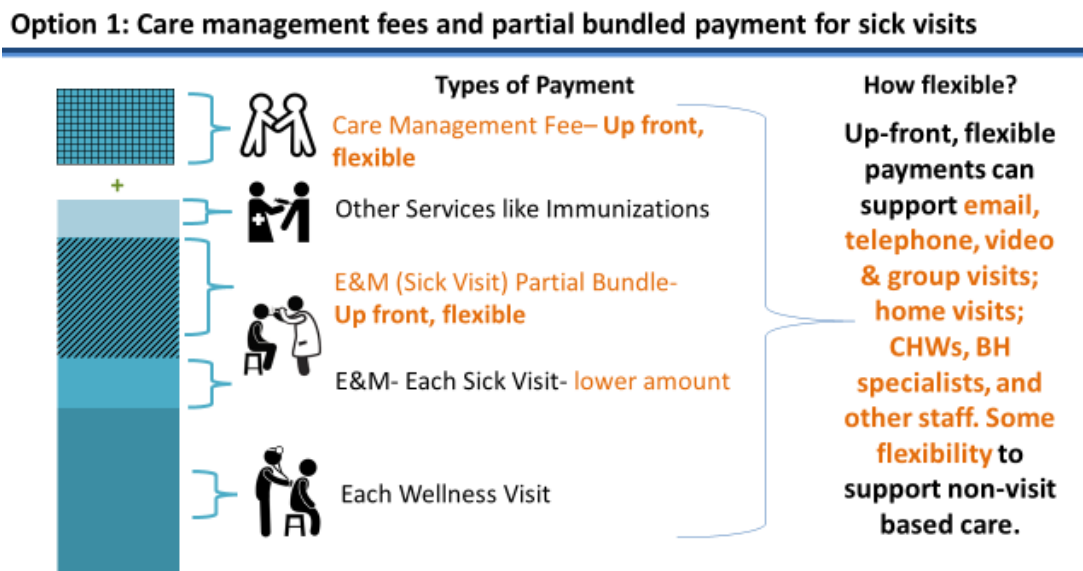 Option 1: Care management fees and partial bundled payment for sick visits
Types of Payment
Care Management Fee– Up front,
flexible
+
Other Services like Immunizations
E&M (Sick Visit) Partial Bundle-
Up front, flexible
E&M- Each Sick Visit- lower amount
Each Wellness Visit
How flexible?
Up-front, flexible
payments can
support email,
telephone, video
& group visits;
home visits;
CHWs, BH
specialists, and
other staff. Some
flexibility to
support non-visit
based care.